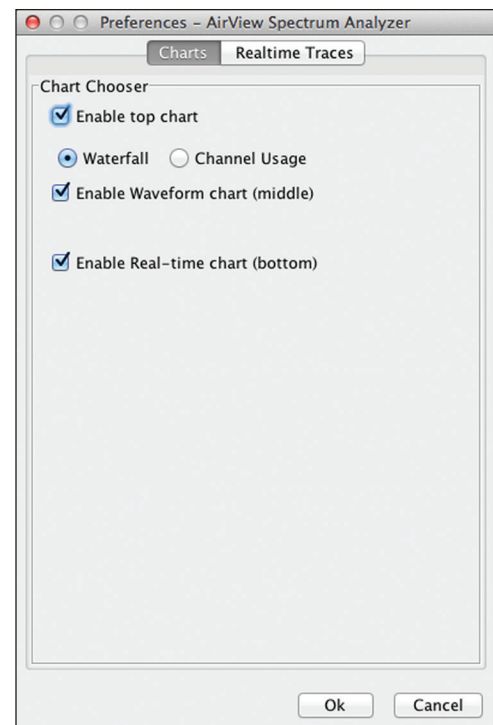 Preferences – AirView Spectrum Analyzer
Charts Realtime Traces
Chart Chooser
Enable top chart
Waterfall Channel Usage
Enable Waveform chart (middle)
Enable Real-time chart (bottom)
Ok Cancel